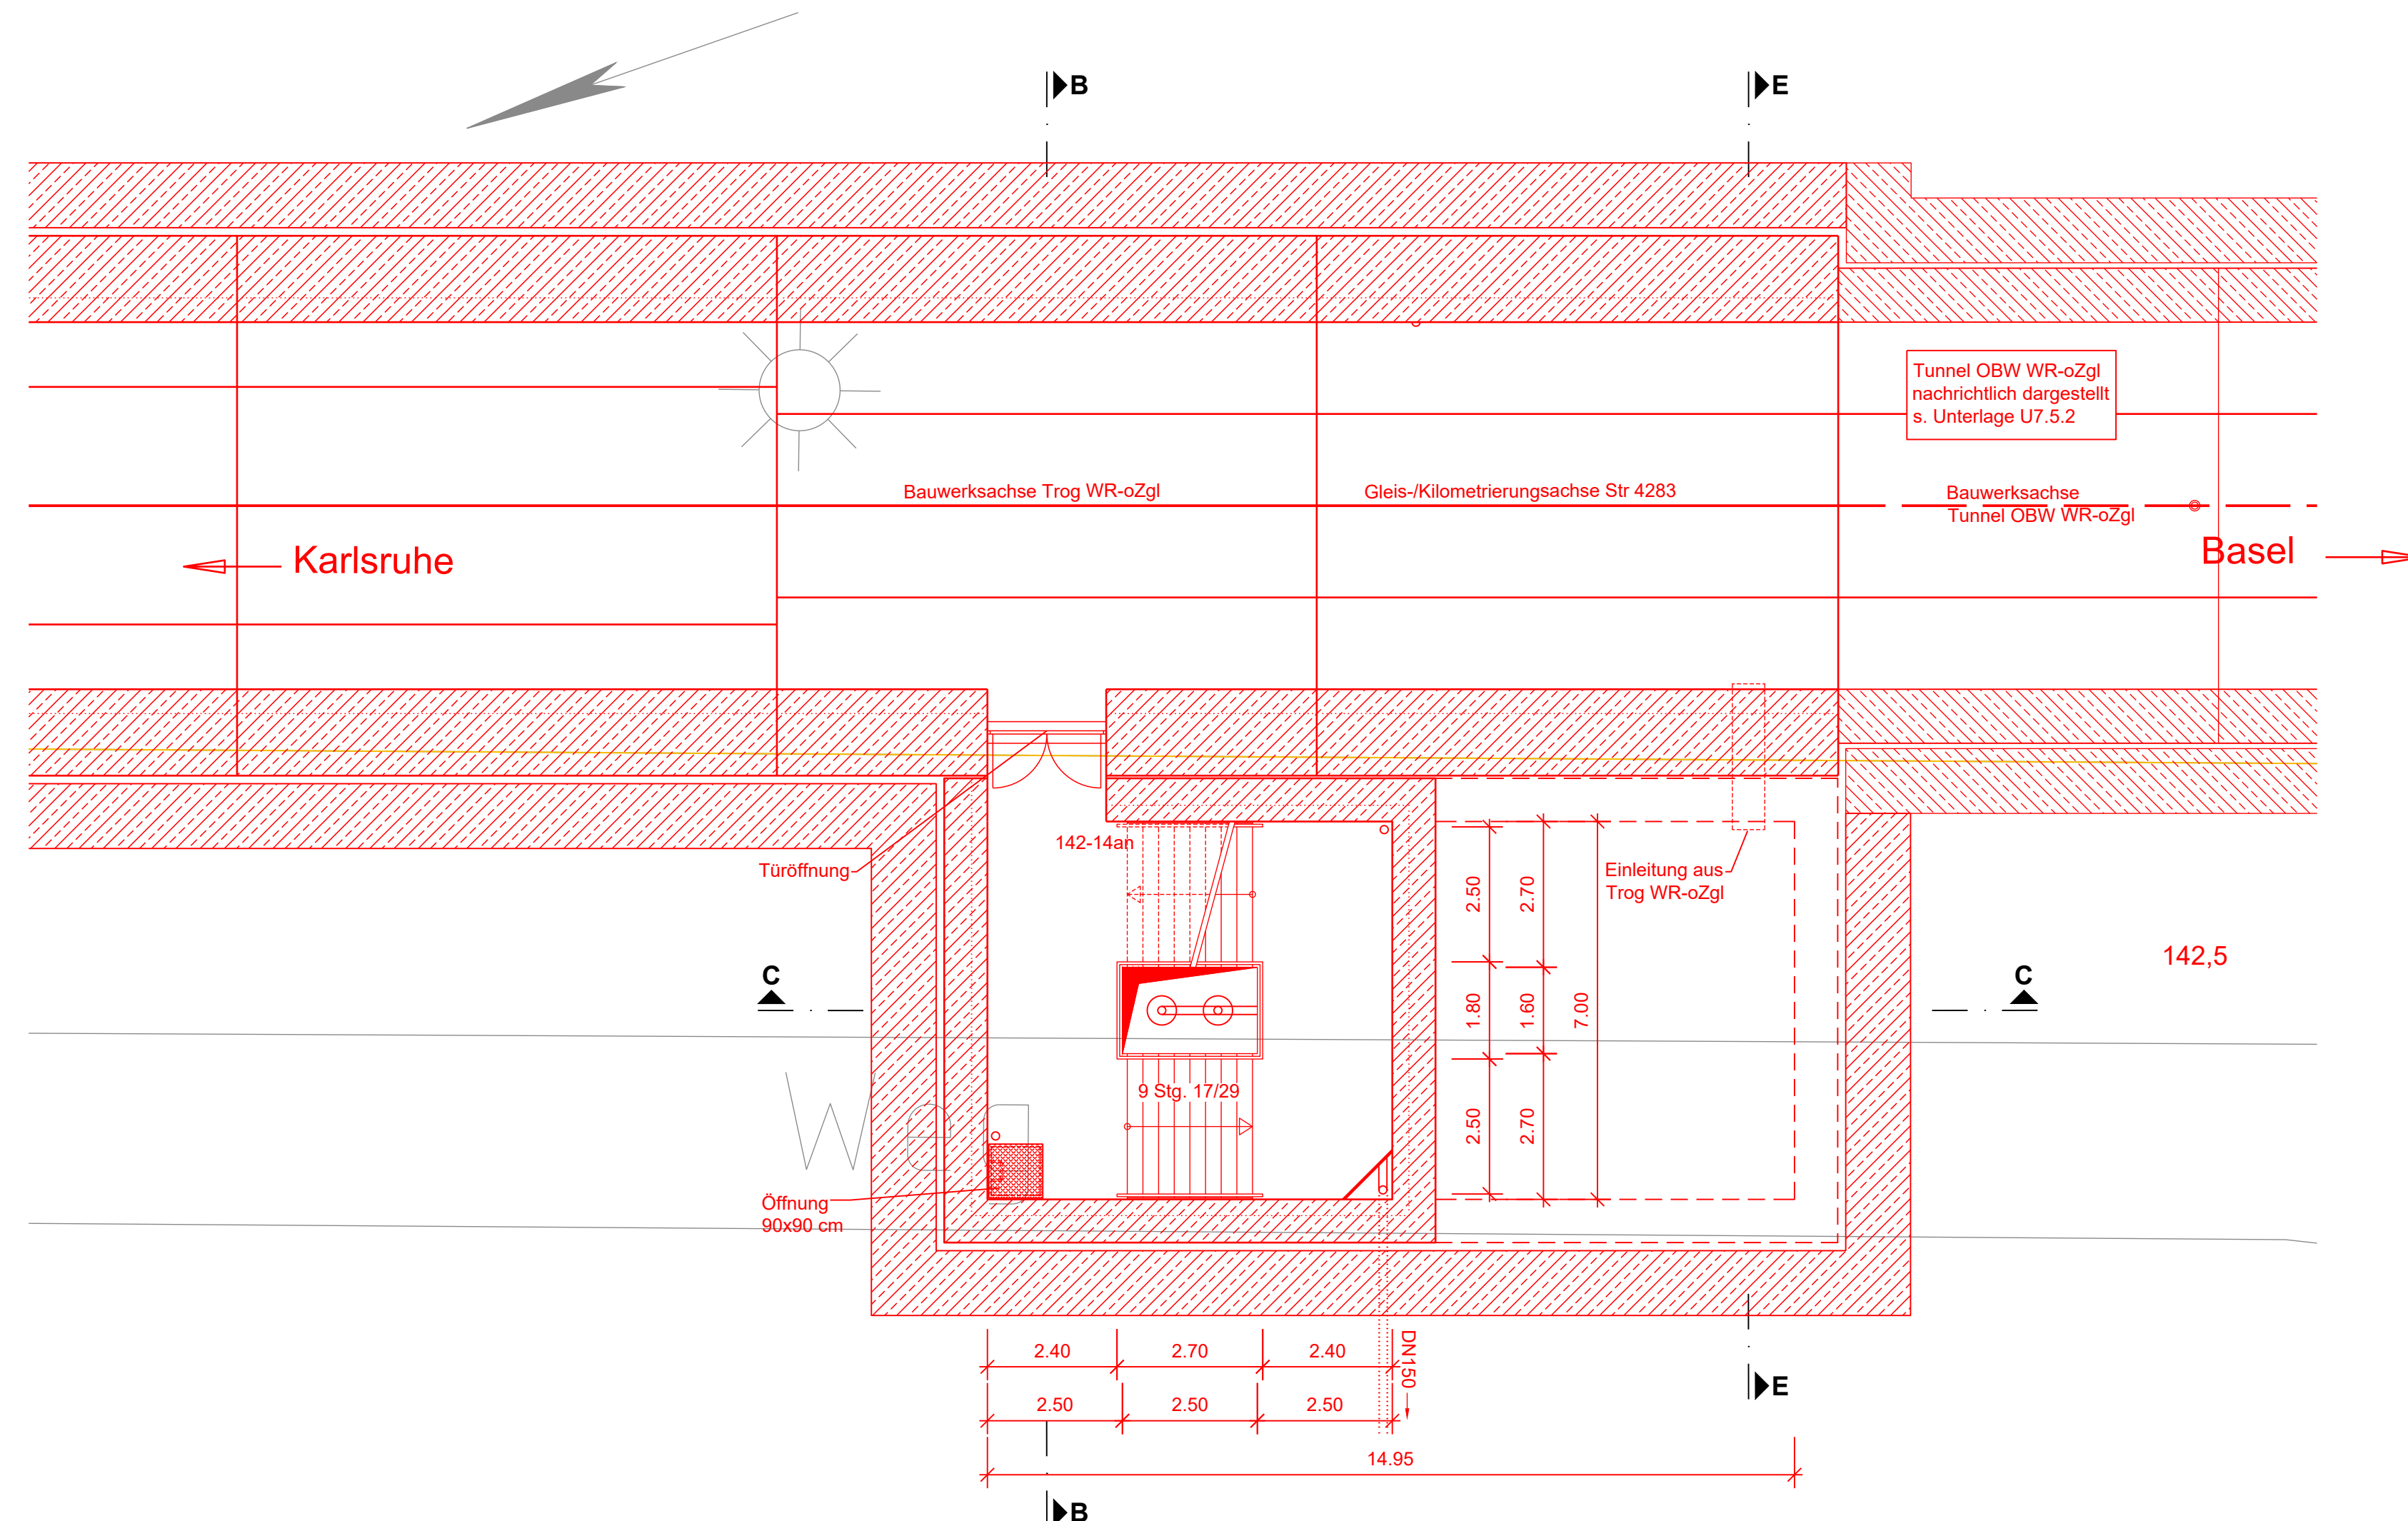 B
E
Tunnel OBW WR-oZgl
nachrichtlich dargestellt
s. Unterlage U7.5.2
Bauwerksachse Trog WR-oZgl
Gleis-/Kilometrierungsachse Str 4283
Bauwerksachse
Tunnel OBW WR-oZgl
Karlsruhe
Basel
142-14an
Türöffnung
Einleitung aus
Trog WR-oZgl
2.50
2.70
142,5
C
C
1.80
1.60
7.00
9 Stg. 17/29
2.50
2.70
Weg
Öffnung
90x90 cm
2.40
2.70
2.40
DN150
2.50
2.50
2.50
E
14.95
B